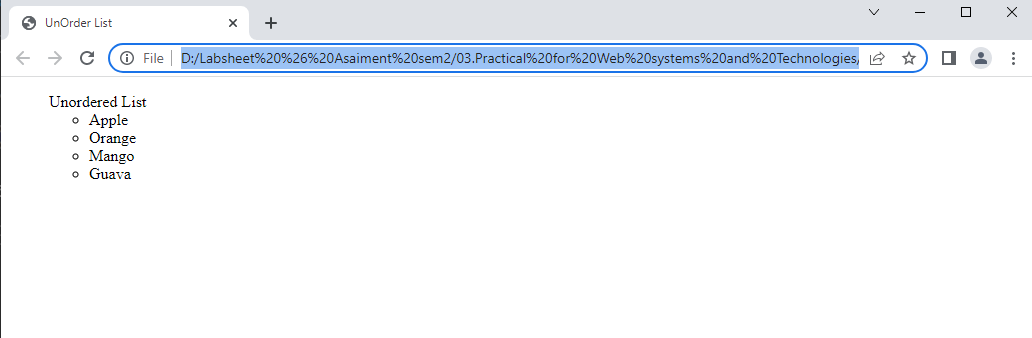 UnOrder List
File
D:/Labsheet%20%26%20Asaiment%20sem2/03.Practical%20for%20Web%20systems%20and%20Technologies/
Unordered List
Apple
Orange
Mango
Guava